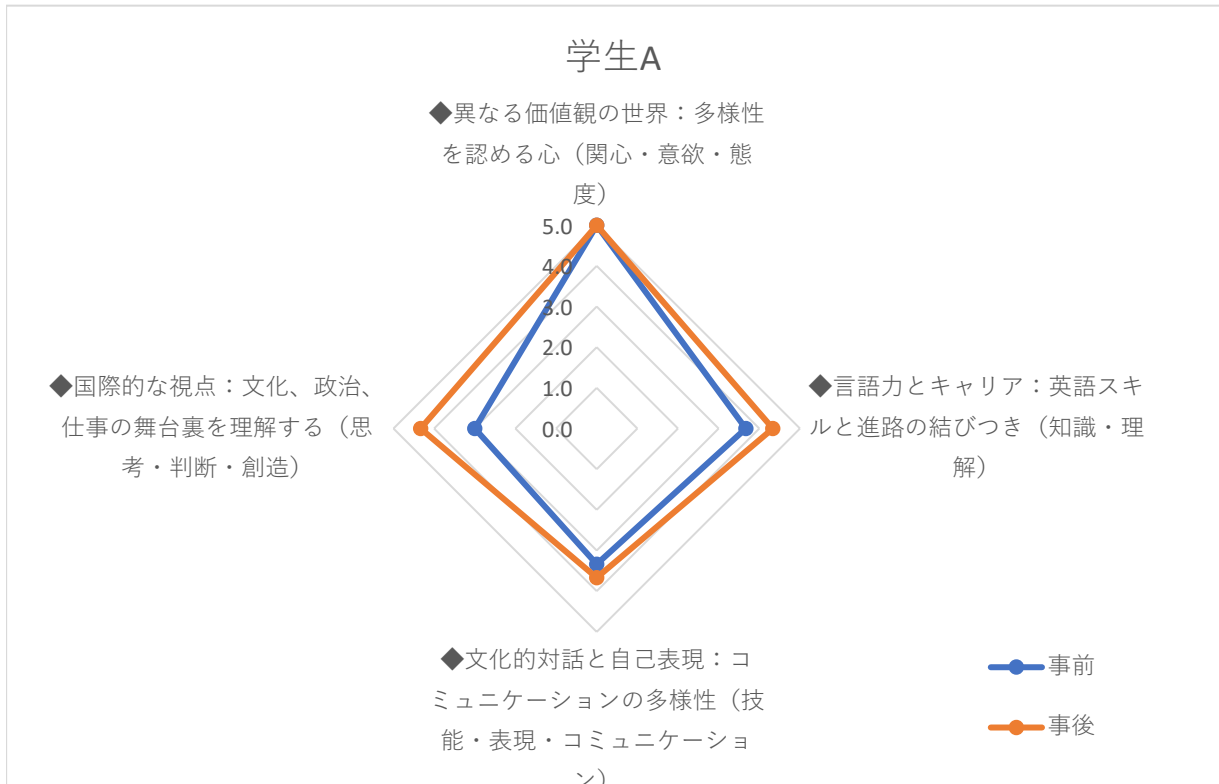 学生A
◆異なる価値観の世界：多様性
を認める心（関心・意欲・態
度）
5.0
4.0
3.0
2.0
1.0
0.0
◆国際的な視点：文化、政治、
仕事の舞台裏を理解する（思
考・判断・創造）
◆言語力とキャリア：英語スキ
ルと進路の結びつき（知識・理
解）
◆文化的対話と自己表現：コ
ミュニケーションの多様性（技
能・表現・コミュニケーショ
ン）
事前
事後